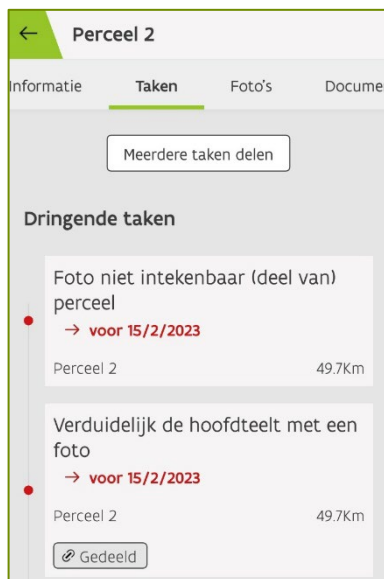 ← Perceel 2
Informatie Taken Foto's Docume
Meerdere taken delen
Dringende taken
Foto niet intekenbaar (deel van)
perceel
→ voor 15/2/2023
Perceel 2 49.7Km
Verduidelijk de hoofdteelt met een
foto
→ voor 15/2/2023
Perceel 2 49.7Km
Gedeeld